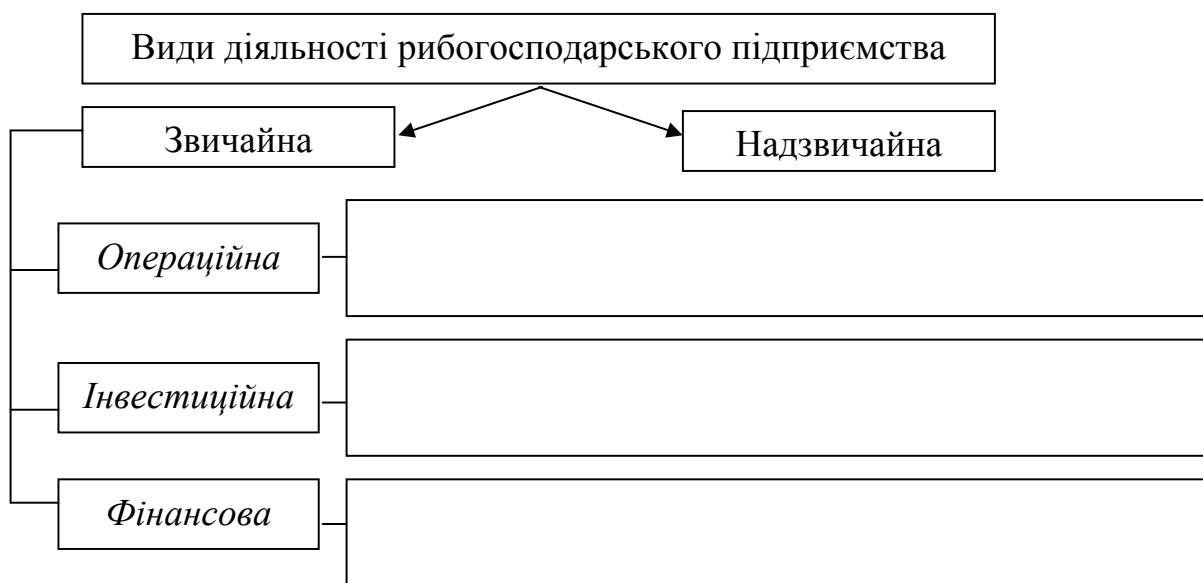 Види діяльності рибогосподарського підприємства
Звичайна
Надзвичайна
Операційна
Інвестиційна
Фінансова